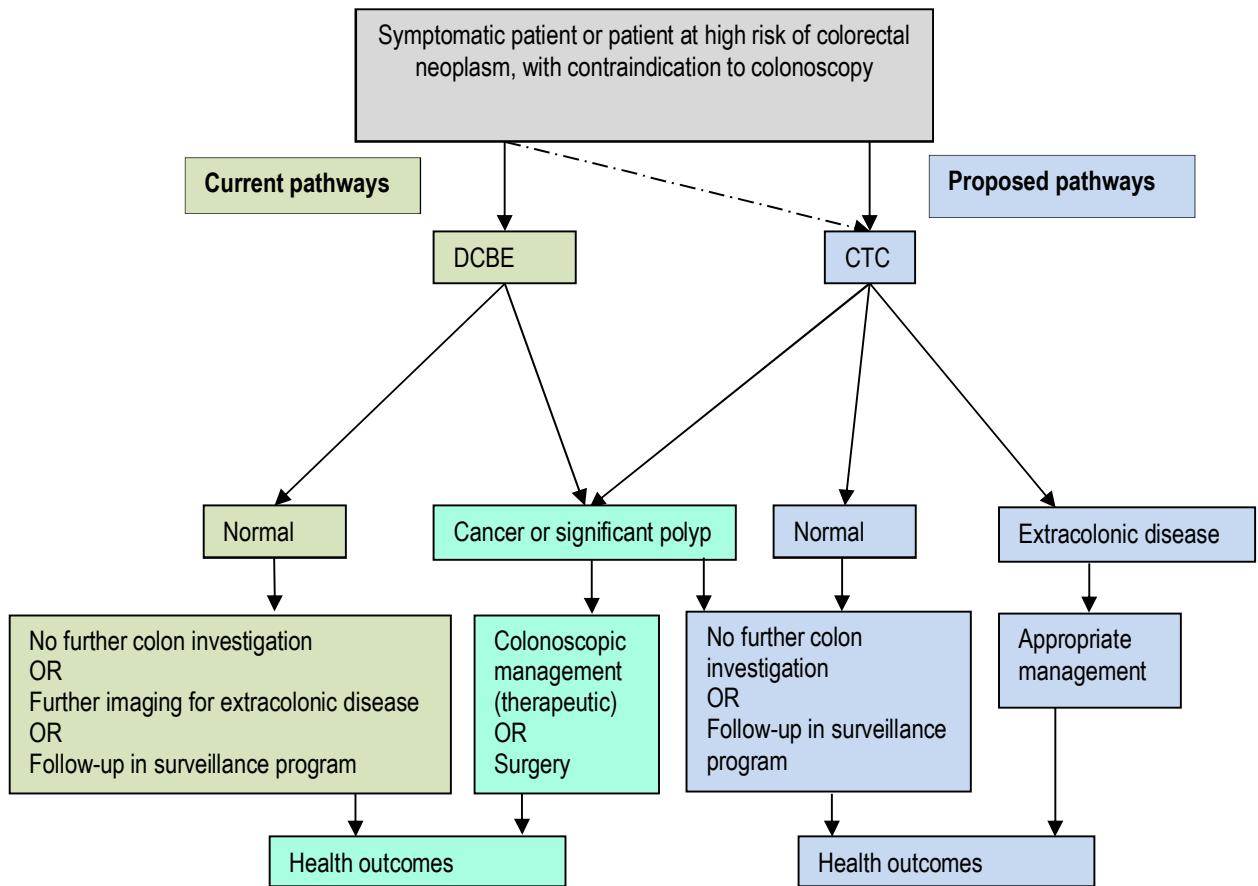 Symptomatic patient or patient at high risk of colorectal
neoplasm, with contraindication to colonoscopy
Current pathways
Proposed pathways
DCBE
CTC
Normal
Cancer or significant polyp
Normal
Extracolonic disease
No further colon investigation
OR
Further imaging for extracolonic disease
OR
Follow-up in surveillance program
Colonoscopic
management
(therapeutic)
OR
Surgery
No further colon
investigation
OR
Follow-up in surveillance
program
Appropriate
management
Health outcomes
Health outcomes